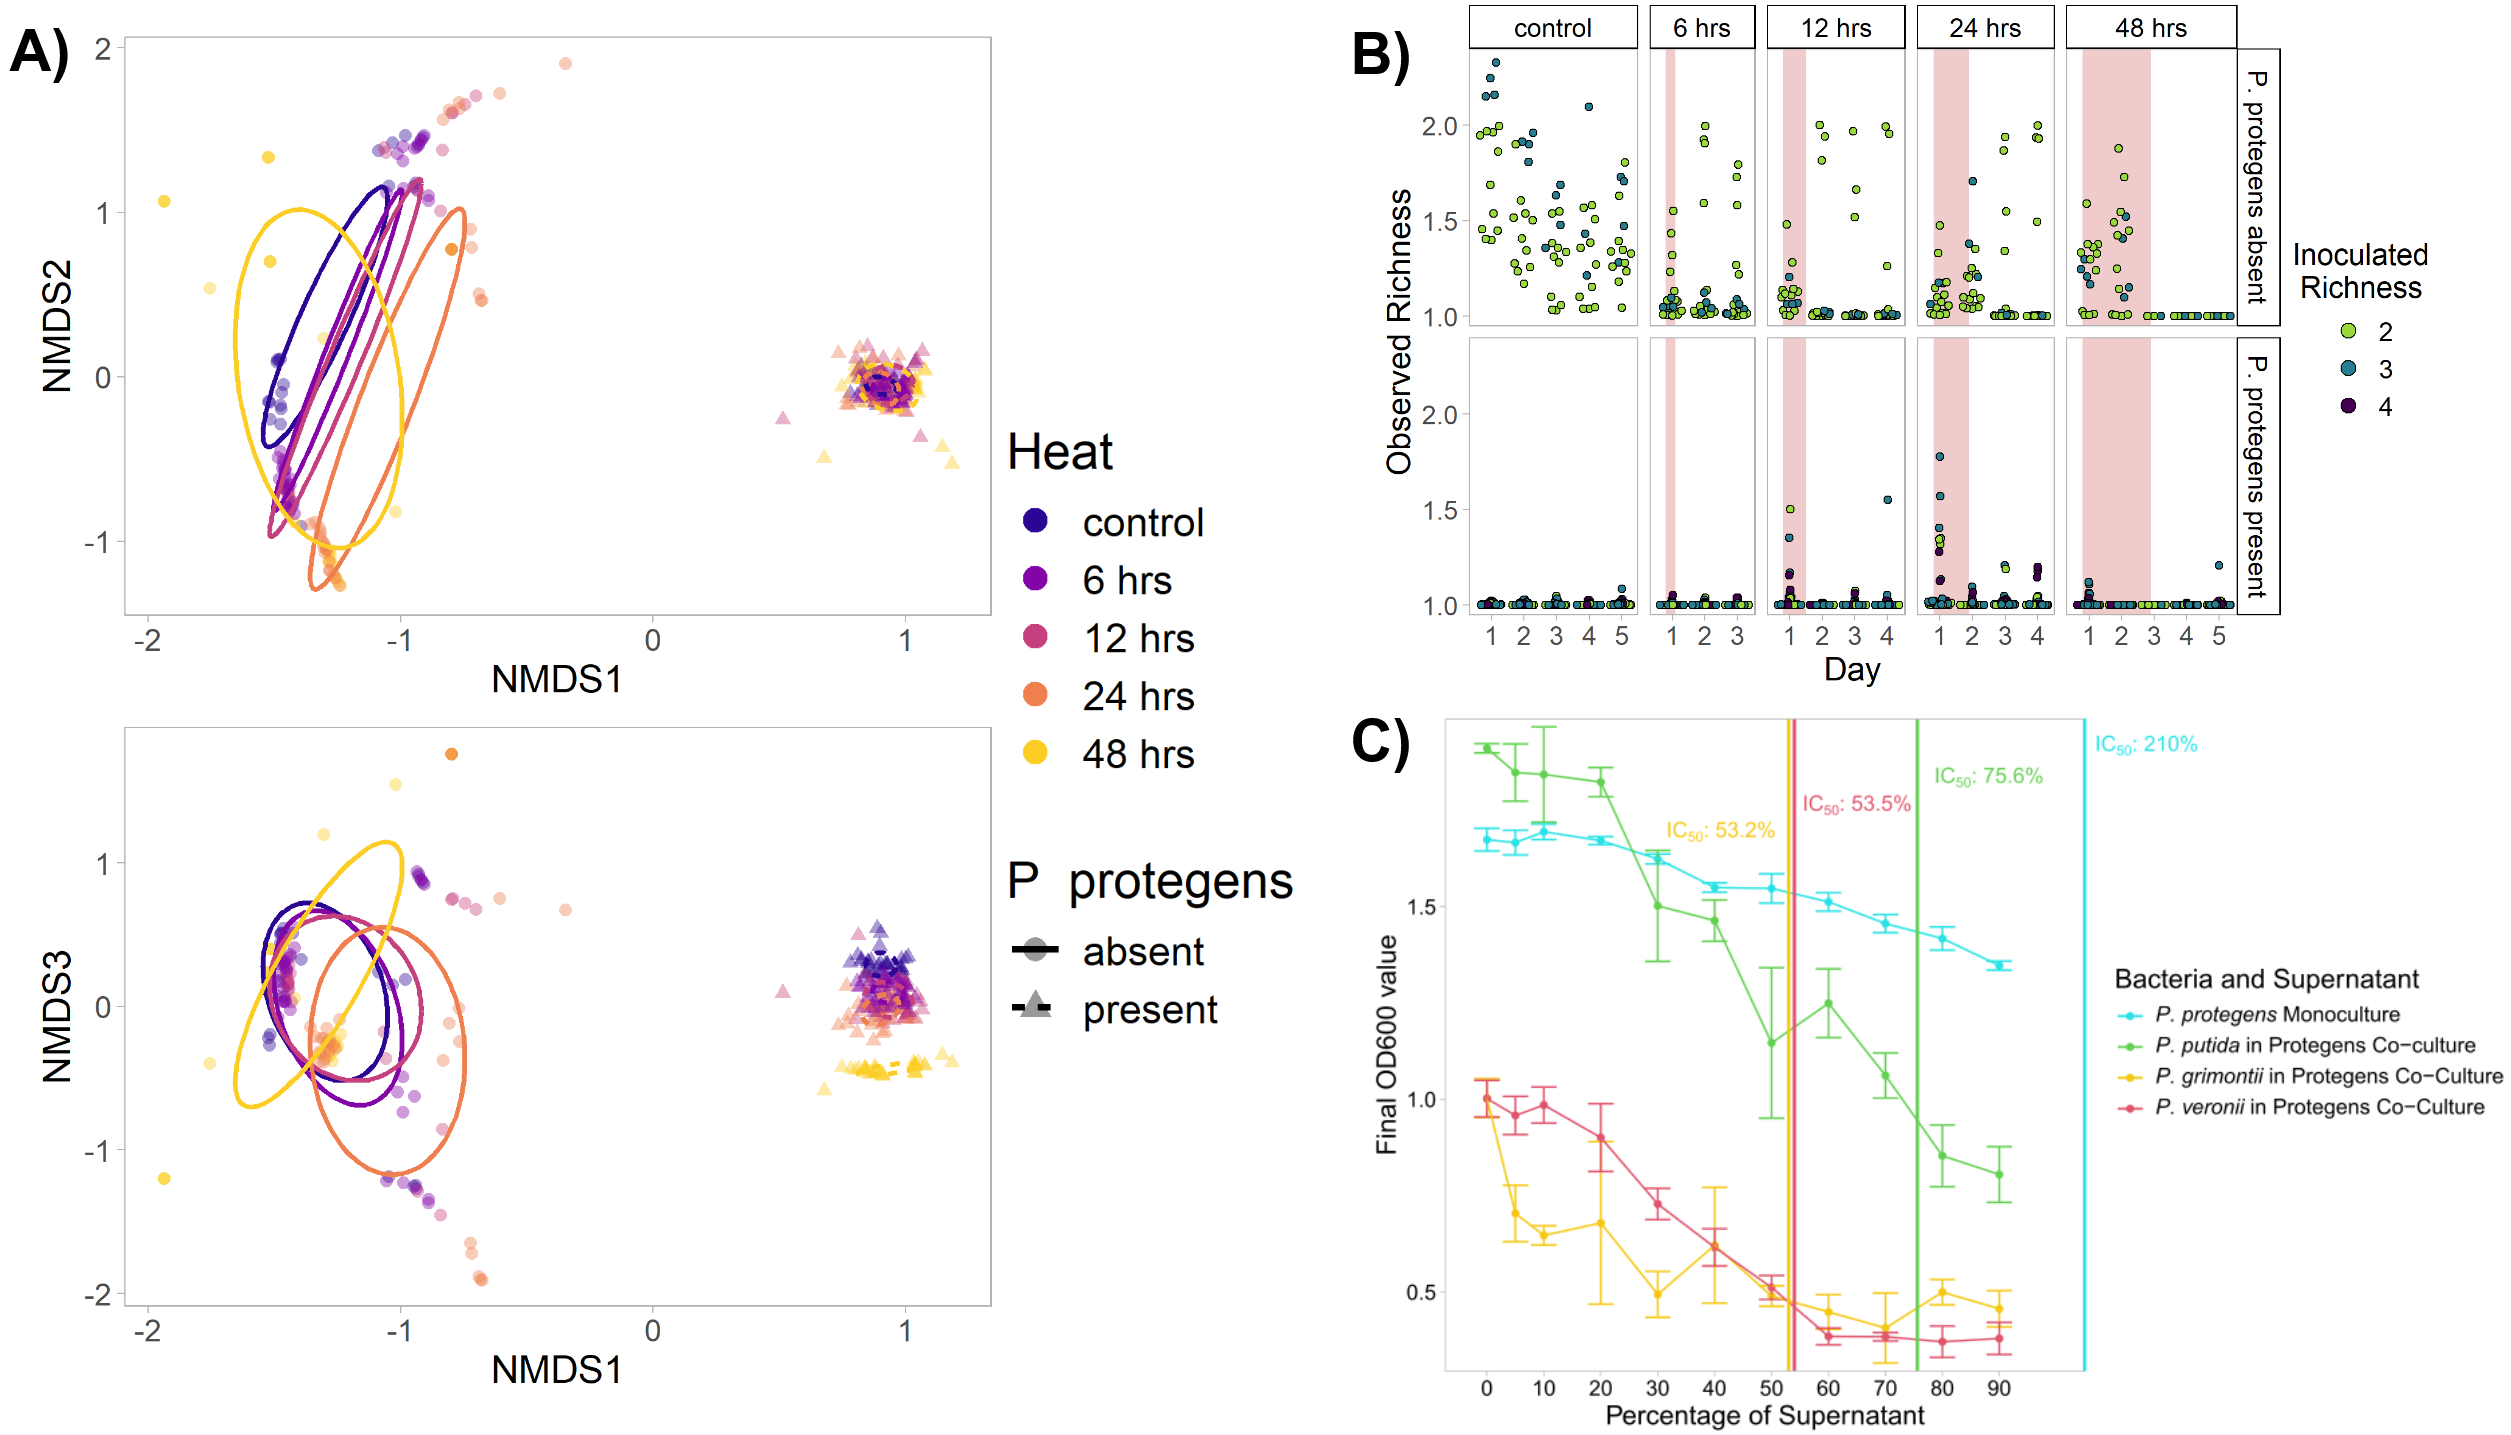 A)
2
1
0
-1
NMDS2
-2
-1
0
1
NMDS1
1
0
-1
-2
NMDS3
-2
-1
0
1
NMDS1
Heat
control
6 hrs
12 hrs
24 hrs
48 hrs
P protegens
absent
present
B)
control
6 hrs
12 hrs
24 hrs
48 hrs
P. protegens absent
P. protegens present
Observed Richness
2.0
1.5
1.0
2.0
1.5
1.0
1 2 3 4 5
1 2 3
1 2 3 4
1 2 3 4
1 2 3 4 5
Day
Inoculated
Richness
2
3
4
C)
IC50: 210%
IC50: 75.6%
IC50: 53.5%
IC50: 53.2%
Final OD600 value
1.5
1.0
0.5
0 10 20 30 40 50 60 70 80 90
Percentage of Supernatant
Bacteria and Supernatant
P. protegens Monoculture
P. putida in Protegens Co−culture
P. grimontii in Protegens Co−Culture
P. veronii in Protegens Co−Culture